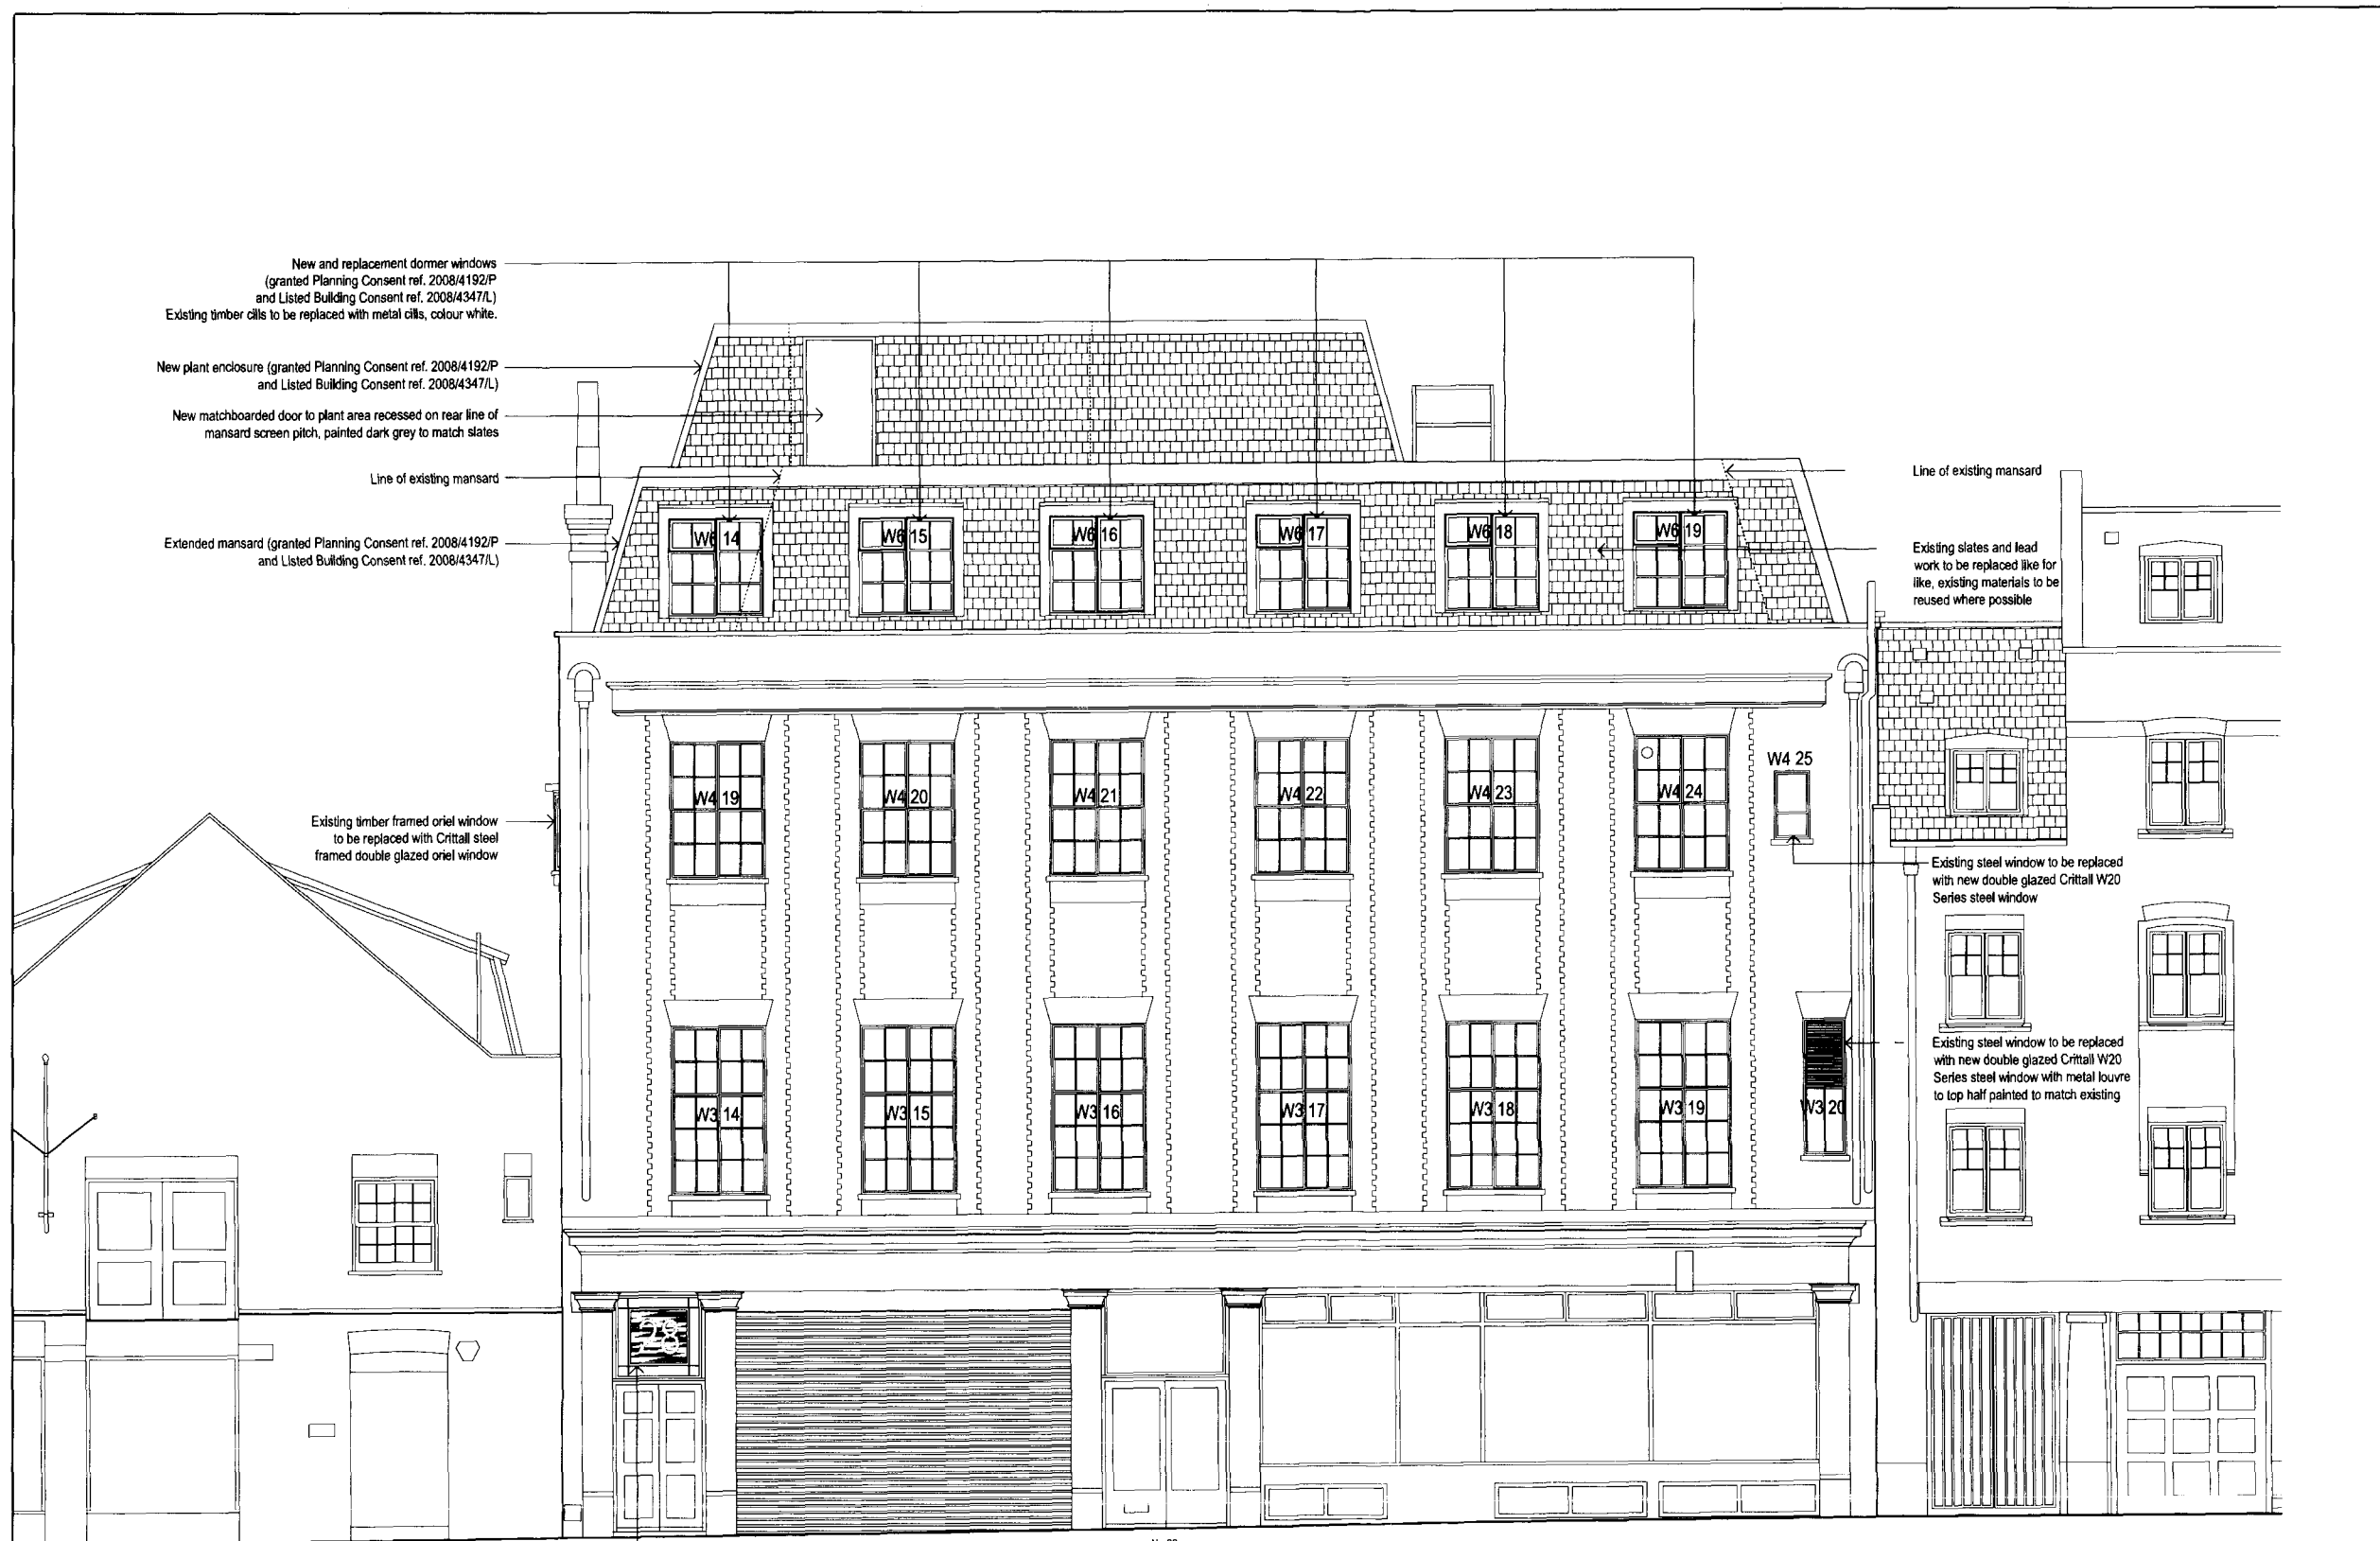 New and replacement dormer windows
(granted Planning Consent ref. 2008/4192/P
and Listed Building Consent ref. 2008/4347/L)
Existing timber cills to be replaced with metal cills, colour white.
New plant enclosure (granted Planning Consent ref. 2008/4192/P
and Listed Building Consent ref. 2008/4347/L)
New matchboarded door to plant area recessed on rear line of
mansard screen pitch, painted dark grey to match slates
Line of existing mansard
Line of existing mansard
Extended mansard (granted Planning Consent ref. 2008/4192/P
and Listed Building Consent ref. 2008/4347/L)
W6 14
W6 15
W6 16
W6 17
W6 18
W6 19
Existing slates and lead
work to be replaced like for
like, existing materials to be
reused where possible
W4 19
W4 20
W4 21
W4 22
W4 23
W4 24
W4 25
Existing timber framed oriel window
to be replaced with Crittall steel
framed double glazed oriel window
Existing steel window to be replaced
with new double glazed Crittall W20
Series steel window
Existing steel window to be replaced
with new double glazed Crittall W20
Series steel window with metal louvre
to top half painted to match existing
W3 14
W3 15
W3 16
W3 17
W3 18
W3 19
W3 20
28